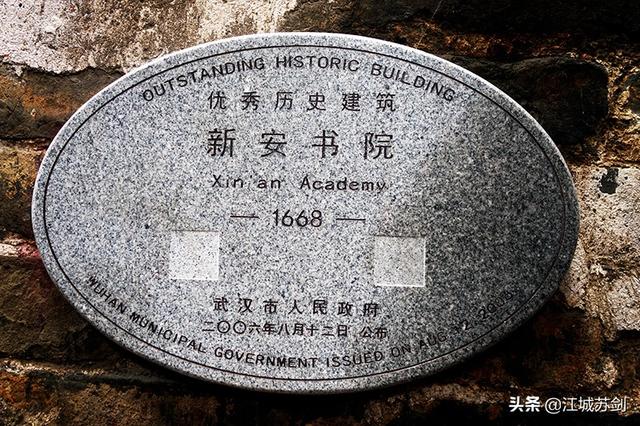 OUTSTANDING HISTORIC BUILDING
优秀历史建筑
新安书院
Xin an Academy
— 1668 —
武汉市人民政府
二〇〇六年八月十二日 公布
WUHAN MUNICIPAL GOVERNMENT ISSUED ON AUG 12, 2006
头条 @江城苏剑